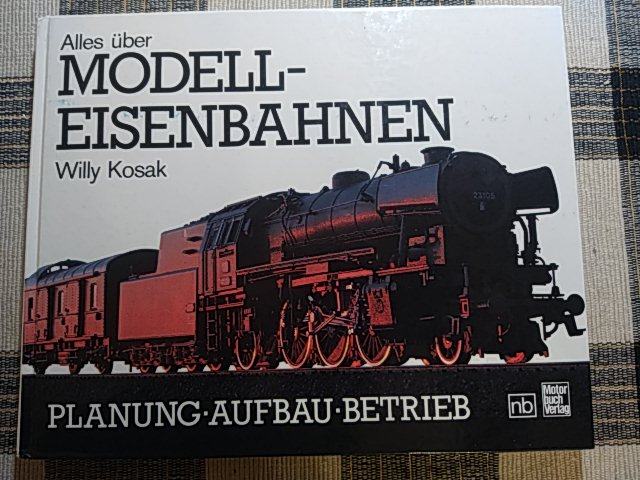 Alles über
MODELL-
EISENBAHNEN
Willy Kosak
23105
PLANUNG·AUFBAU·BETRIEB
nb
Motor
buch
Verlag